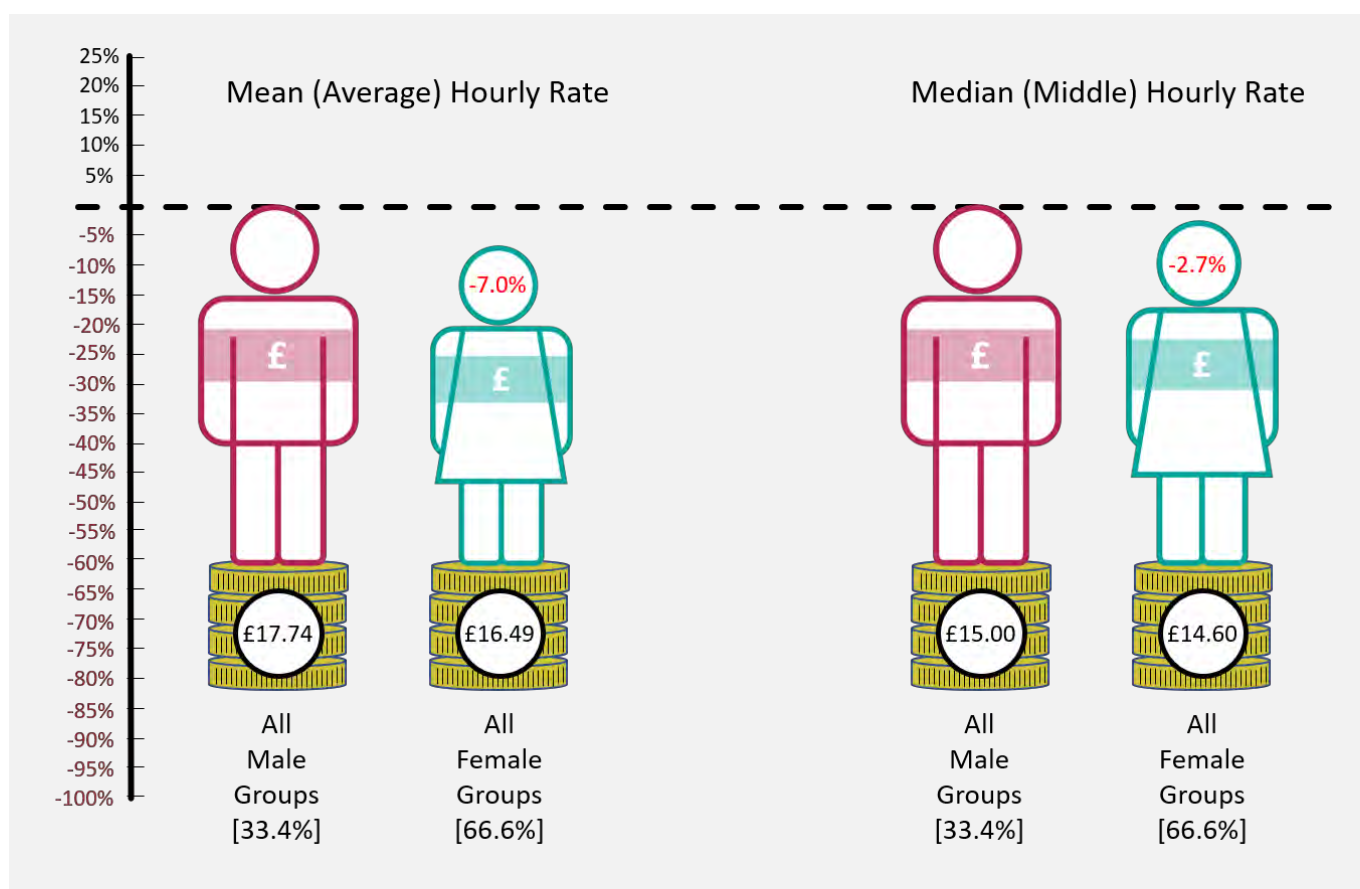 25%
20%
15%
10%
5%
-5%
-10%
-15%
-20%
-25%
-30%
-35%
-40%
-45%
-50%
-55%
-60%
-65%
-70%
-75%
-80%
-85%
-90%
-95%
-100%
Mean (Average) Hourly Rate
-7.0%
£
£
£17.74
£16.49
All
Male
Groups
[33.4%]
All
Female
Groups
[66.6%]
Median (Middle) Hourly Rate
-2.7%
£
£
£15.00
£14.60
All
Male
Groups
[33.4%]
All
Female
Groups
[66.6%]